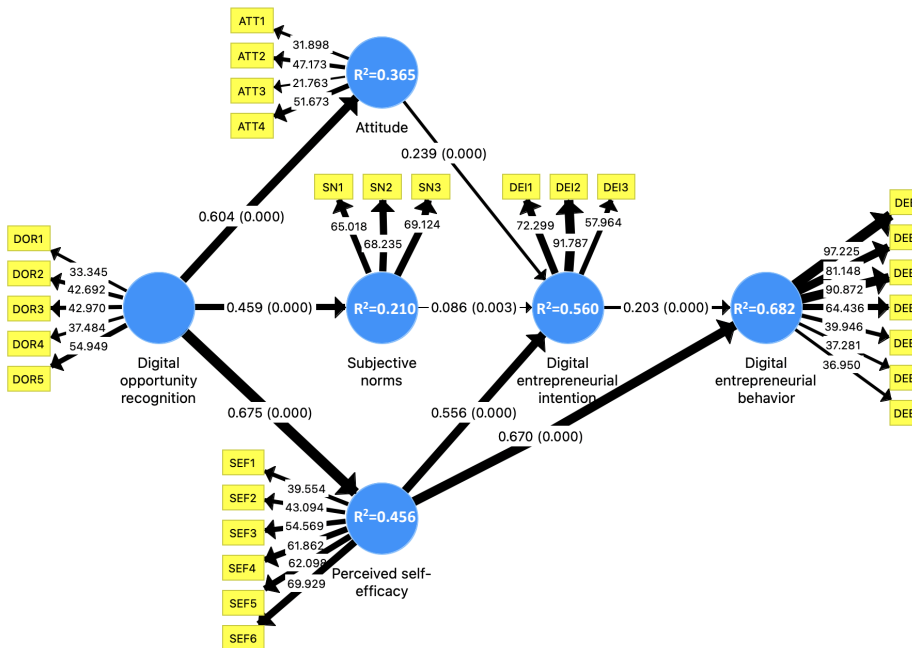 ATT1
ATT2
ATT3
ATT4
31.898
47.173
21.763
51.673
R²=0.365
Attitude
0.239 (0.000)
0.604 (0.000)
SN1
SN2
SN3
65.018
68.235
69.124
DEI1
DEI2
DEI3
72.299
91.787
57.964
DOR1
DOR2
DOR3
DOR4
DOR5
33.345
42.692
42.970
37.484
54.949
Digital
opportunity
recognition
0.459 (0.000)
R²=0.210
Subjective
norms
0.086 (0.003)
R²=0.560
Digital
entrepreneurial
intention
0.203 (0.000)
R²=0.682
Digital
entrepreneurial
behavior
97.225
81.148
90.872
64.436
39.946
37.281
36.950
0.675 (0.000)
0.556 (0.000)
0.670 (0.000)
SEF1
SEF2
SEF3
SEF4
SEF5
SEF6
39.554
43.094
54.569
61.862
62.098
69.929
R²=0.456
Perceived self-
efficacy